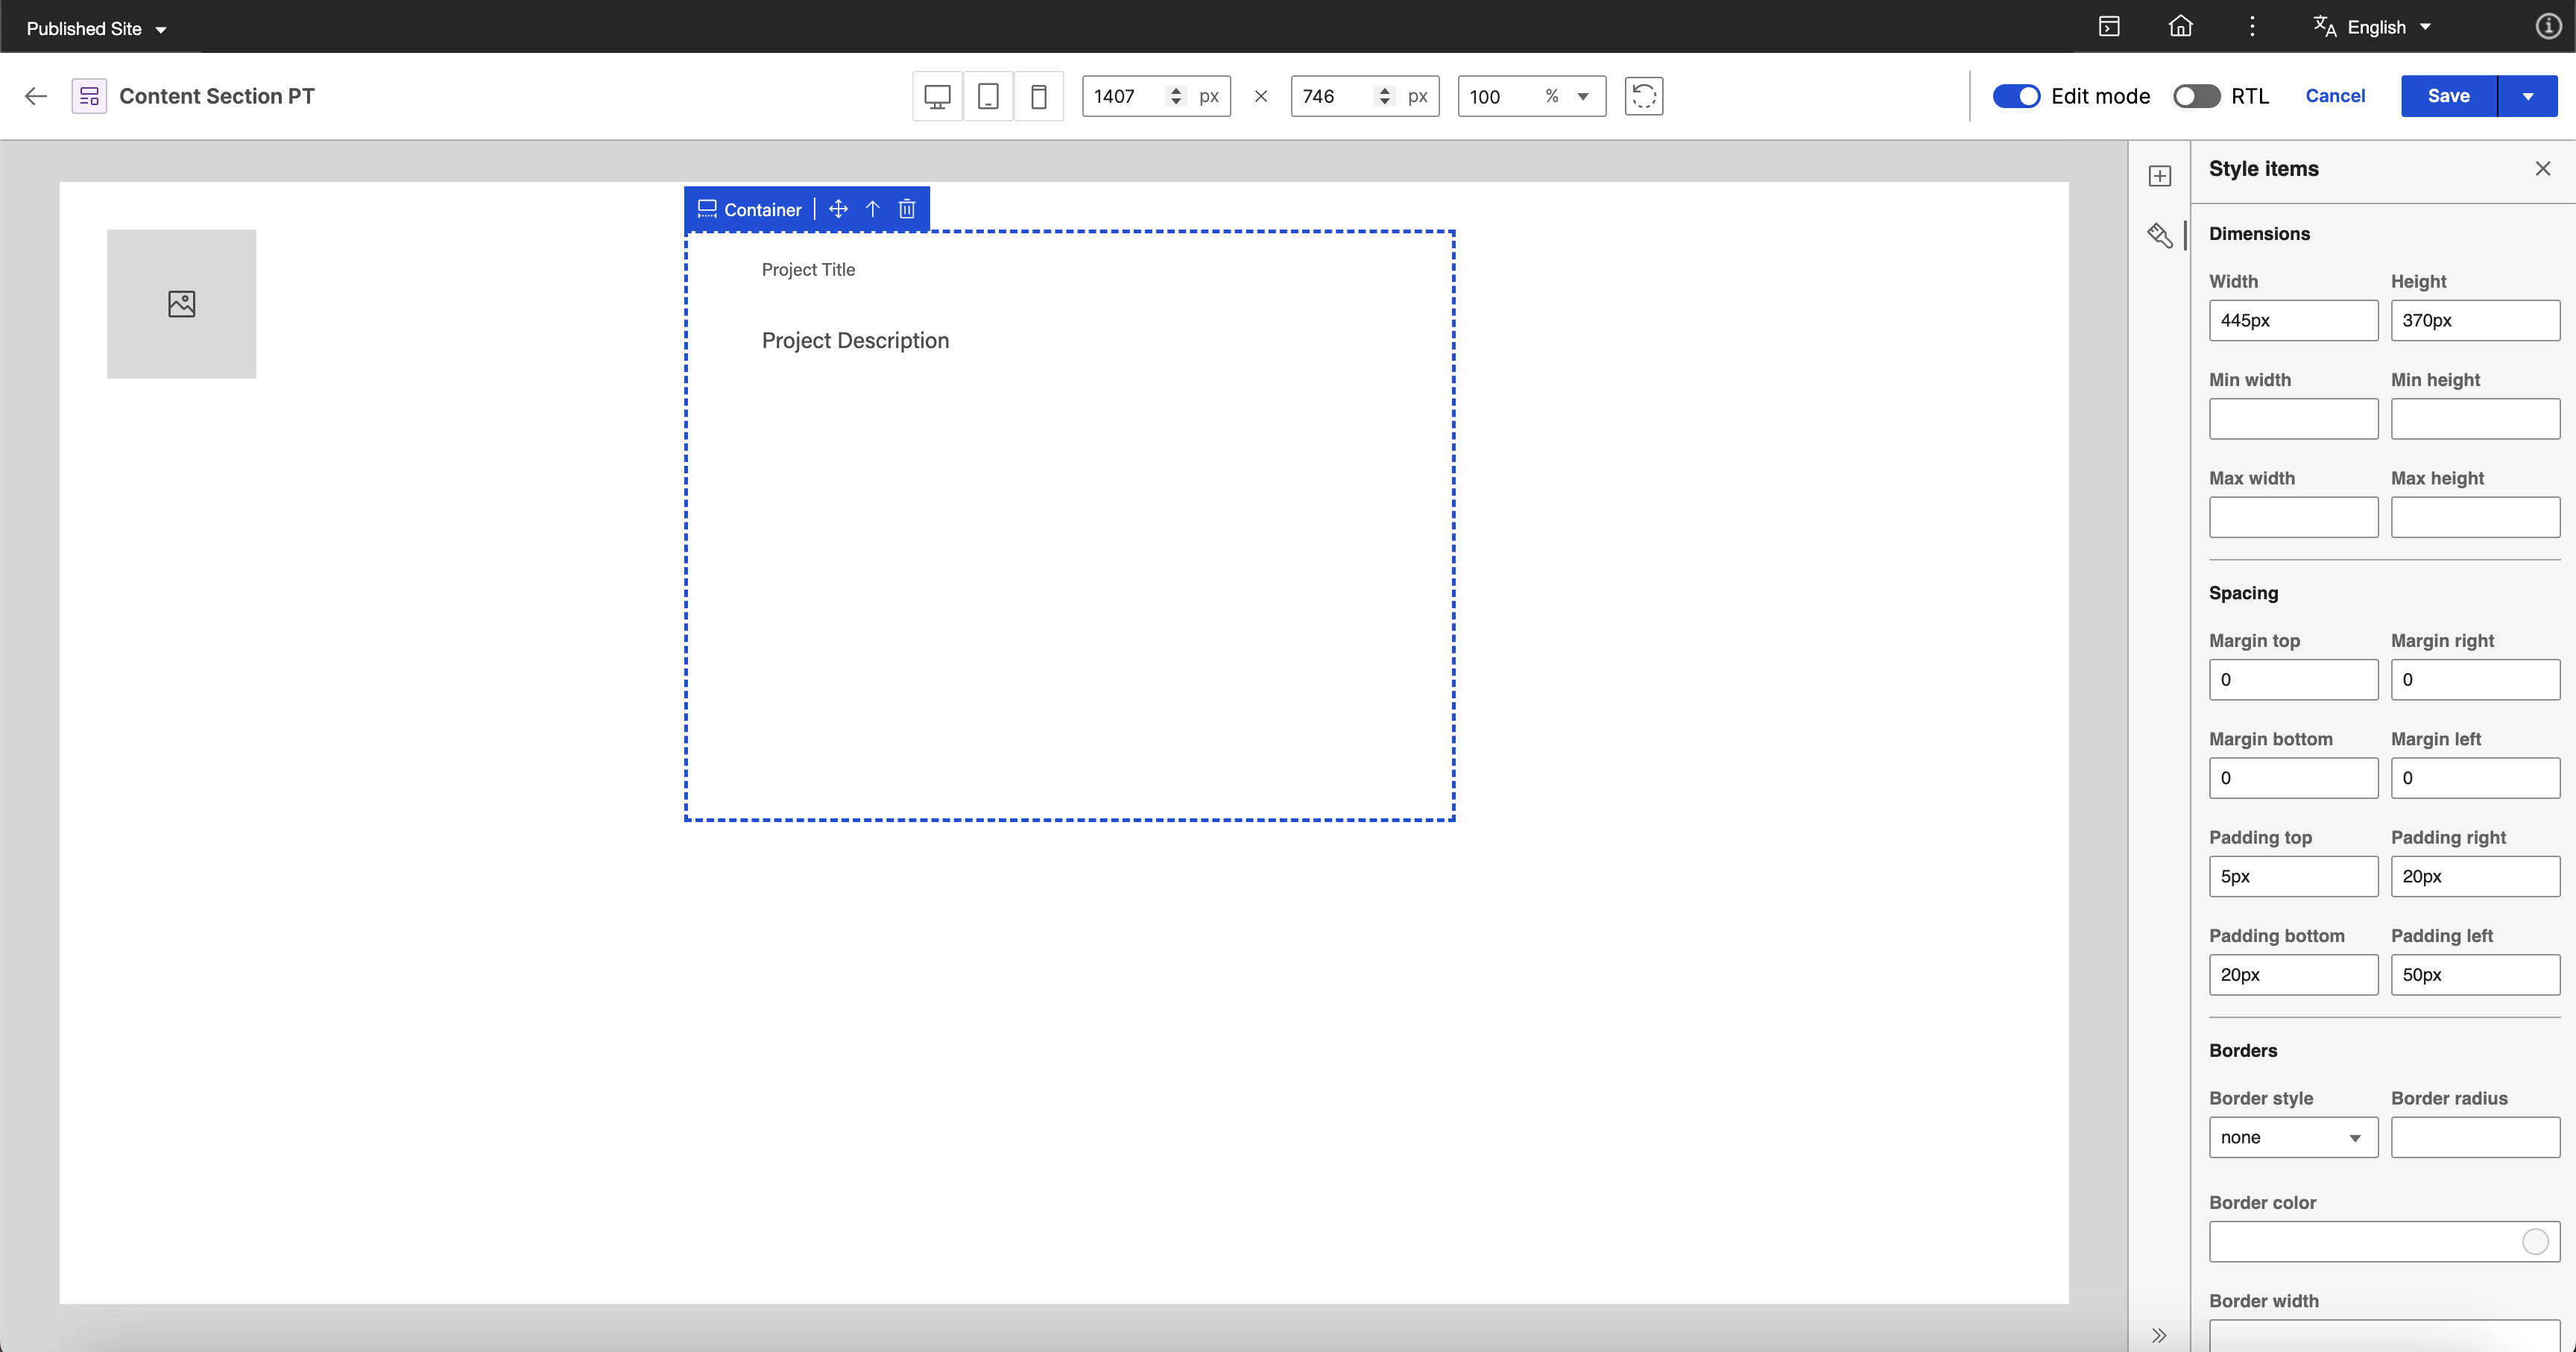 Published Site
English
Content Section PT
1407 px × 746 px 100 %
Edit mode RTL Cancel Save
Container
Project Title
Project Description
Style items
Dimensions
Width Height
445px 370px
Min width Min height
Max width Max height
Spacing
Margin top Margin right
0 0
Margin bottom Margin left
0 0
Padding top Padding right
5px 20px
Padding bottom Padding left
20px 50px
Borders
Border style Border radius
none
Border color
Border width